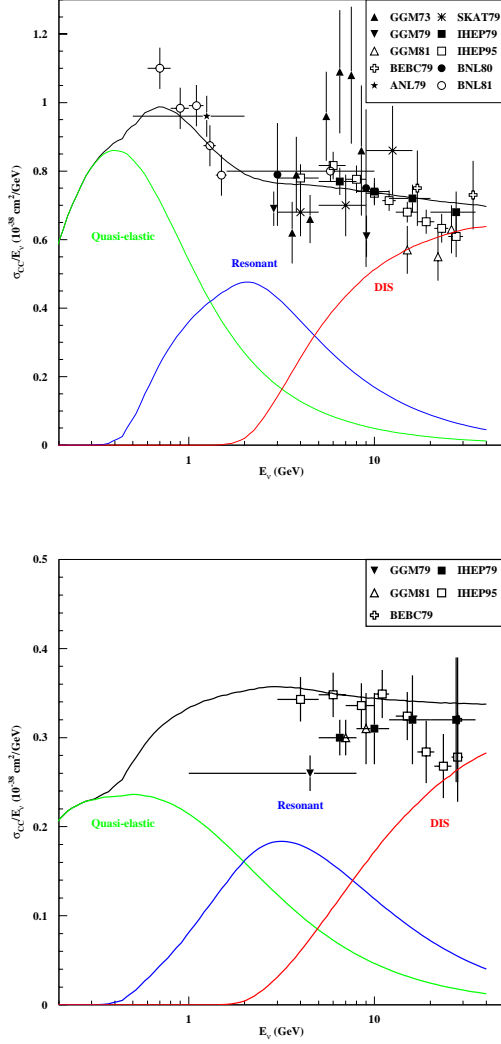 1.2
1
0.8
0.6
0.4
0.2
0
σCC/Eν (10⁻³⁸ cm²/GeV)
GGM73
GGM79
GGM81
BEBC79
ANL79
SKAT79
IHEP79
IHEP95
BNL80
BNL81
Quasi-elastic
Resonant
DIS
1
10
Eν (GeV)
0.5
0.4
0.3
0.2
0.1
0
σCC/Eν (10⁻³⁸ cm²/GeV)
GGM79
GGM81
BEBC79
IHEP79
IHEP95
Quasi-elastic
Resonant
DIS
1
10
Eν (GeV)